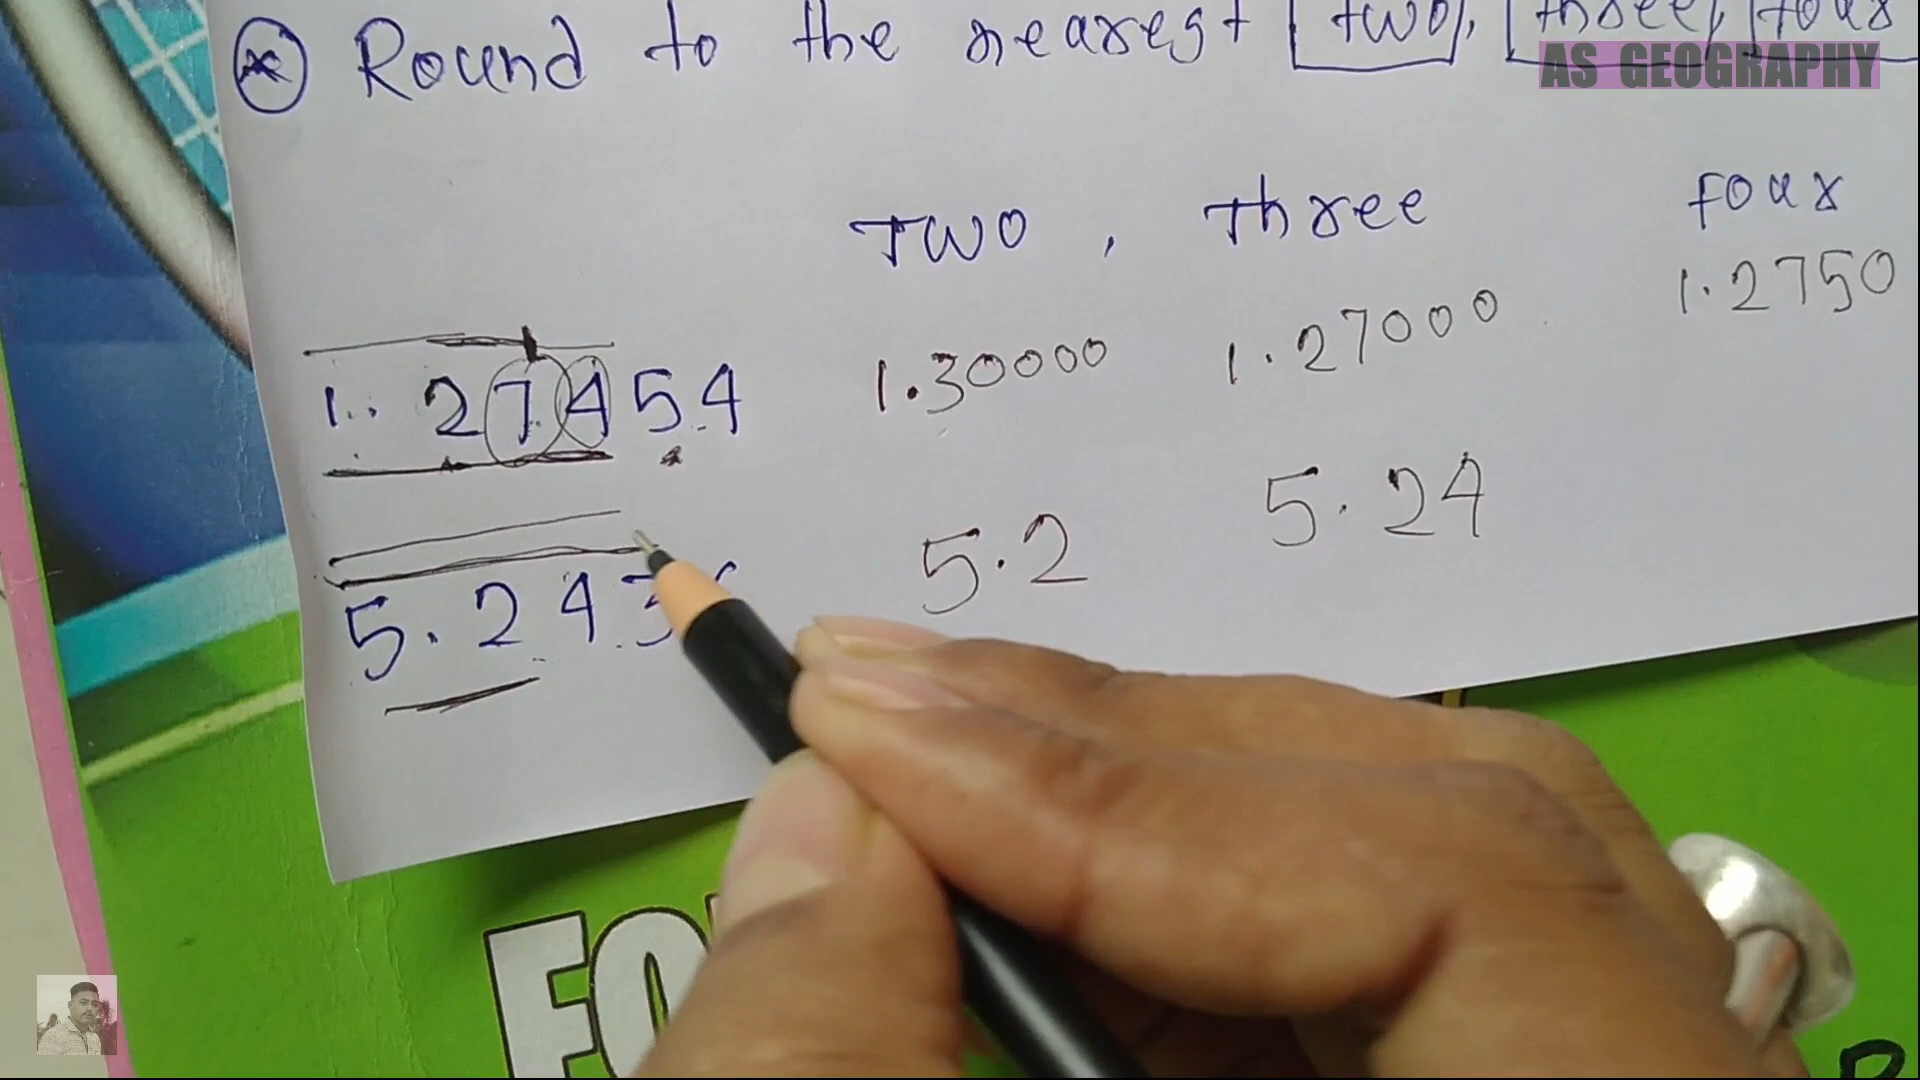 Round to the nearest two, three, four
AS GEOGRAPHY
TWO, Three Four
1.27454 1.30000 1.27000 1.2750
5.243 5.2 5.24